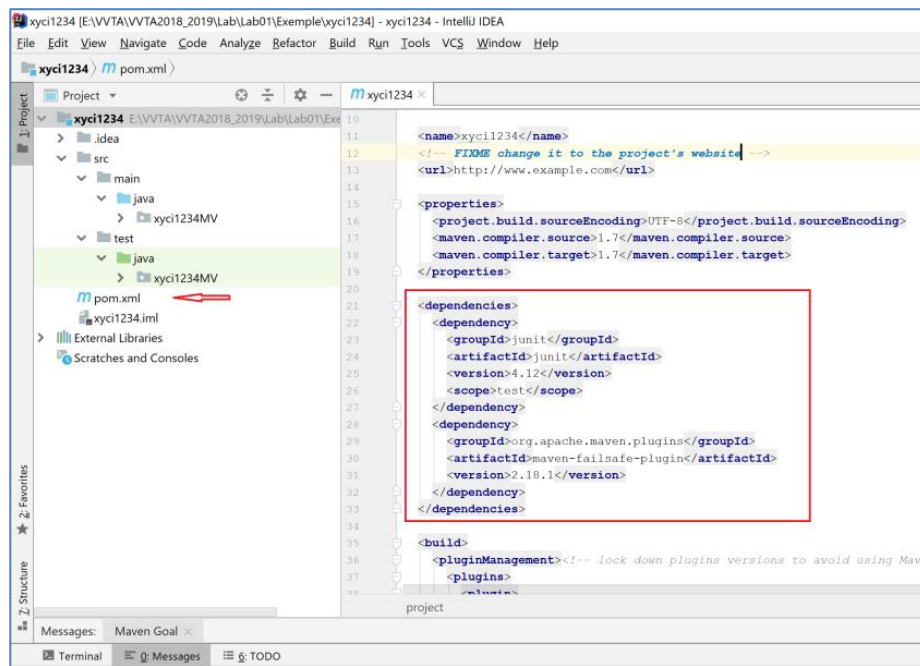 xyci1234 [E:\VVTA\VVTA2018_2019\Lab\Lab01\Exemple\xyci1234] - xyci1234 - IntelliJ IDEA
File Edit View Navigate Code Analyze Refactor Build Run Tools VCS Window Help
xyci1234 m pom.xml
1: Project
Project
xyci1234 E:\VVTA\VVTA2018_2019\Lab\Lab01\Exe
.idea
src
main
java
xyci1234MV
test
java
xyci1234MV
m pom.xml
xyci1234.iml
External Libraries
Scratches and Consoles
2: Favorites
Z: Structure
m xyci1234
10
11 <name>xyci1234</name>
12 <!-- FIXME change it to the project's website -->
13 <url>http://www.example.com</url>
14
15 <properties>
16 <project.build.sourceEncoding>UTF-8</project.build.sourceEncoding>
17 <maven.compiler.source>1.7</maven.compiler.source>
18 <maven.compiler.target>1.7</maven.compiler.target>
19 </properties>
20
21 <dependencies>
22 <dependency>
23 <groupId>junit</groupId>
24 <artifactId>junit</artifactId>
25 <version>4.12</version>
26 <scope>test</scope>
27 </dependency>
28 <dependency>
29 <groupId>org.apache.maven.plugins</groupId>
30 <artifactId>maven-failsafe-plugin</artifactId>
31 <version>2.18.1</version>
32 </dependency>
33 </dependencies>
34
35 <build>
36 <pluginManagement><!-- lock down plugins versions to avoid using Mav
37 <plugins>
38 <plugin>
project
Messages: Maven Goal
Terminal 0: Messages 6: TODO